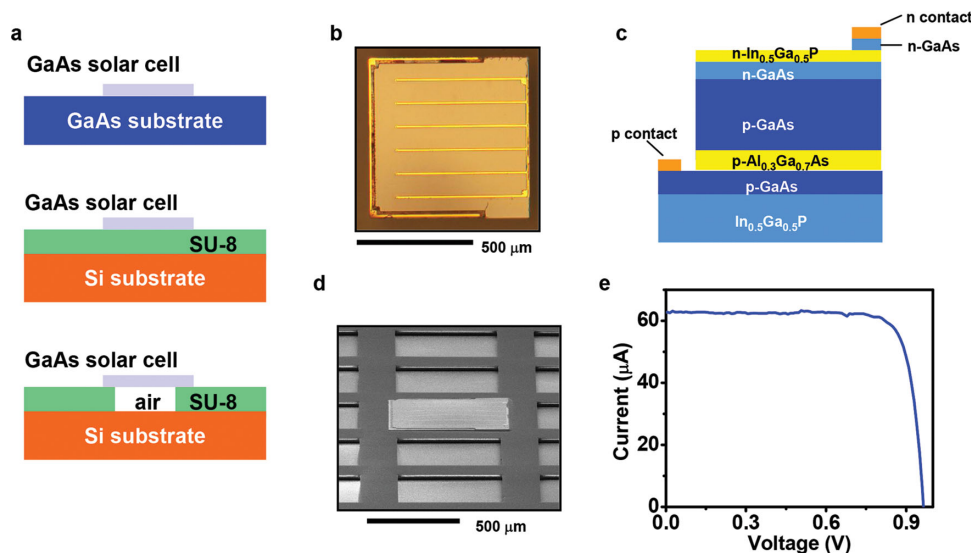 a
GaAs solar cell
GaAs substrate
GaAs solar cell
SU-8
Si substrate
GaAs solar cell
air
SU-8
Si substrate
b
500 μm
c
n contact
n-GaAs
n-In0.5Ga0.5P
n-GaAs
p-GaAs
p contact
p-Al0.3Ga0.7As
p-GaAs
In0.5Ga0.5P
d
500 μm
e
Current (μA)
60
40
20
0
0.0
0.3
0.6
0.9
Voltage (V)